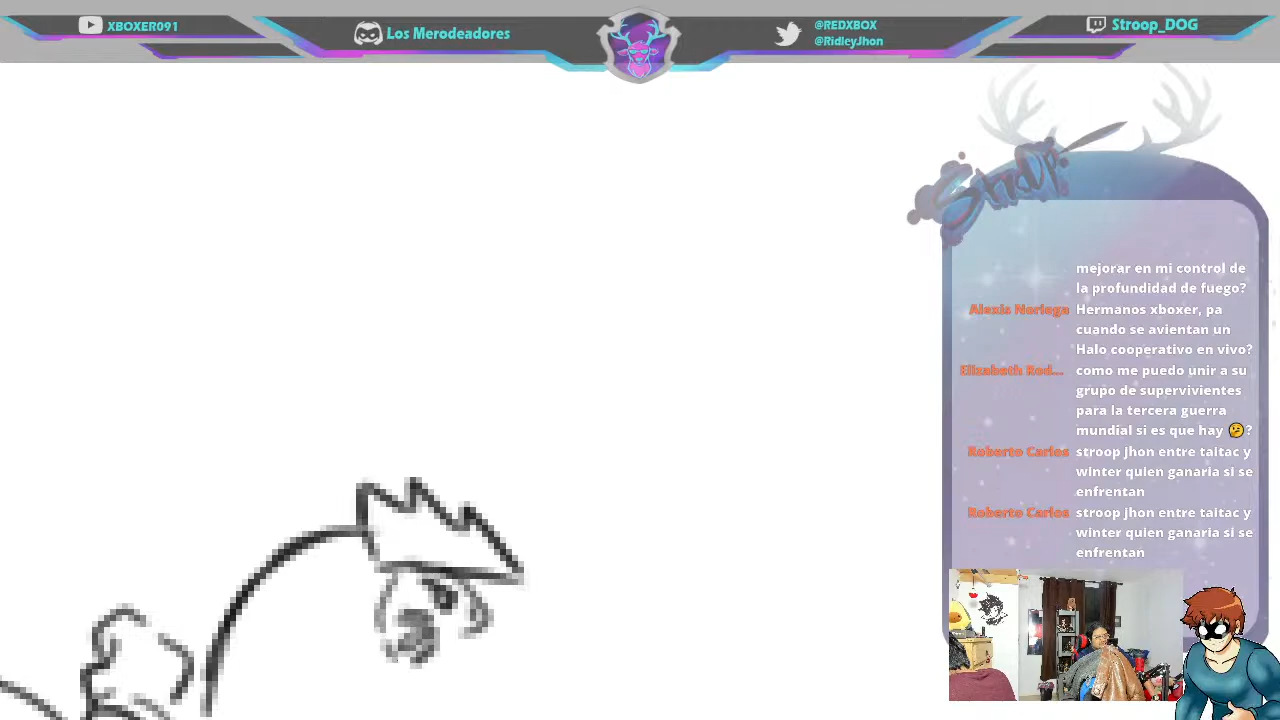 XBOXER091
Los Merodeadores
@REDXBOX
@RidleyJhon
Stroop_DOG
Stroop
mejorar en mi control de
la profundidad de fuego?
Alexis Noriega Hermanos xboxer, pa
cuando se avientan un
Halo cooperativo en vivo?
Elizabeth Rod... como me puedo unir a su
grupo de supervivientes
para la tercera guerra
mundial si es que hay 🤔?
Roberto Carlos stroop jhon entre taitac y
winter quien ganaria si se
enfrentan
Roberto Carlos stroop jhon entre taitac y
winter quien ganaria si se
enfrentan